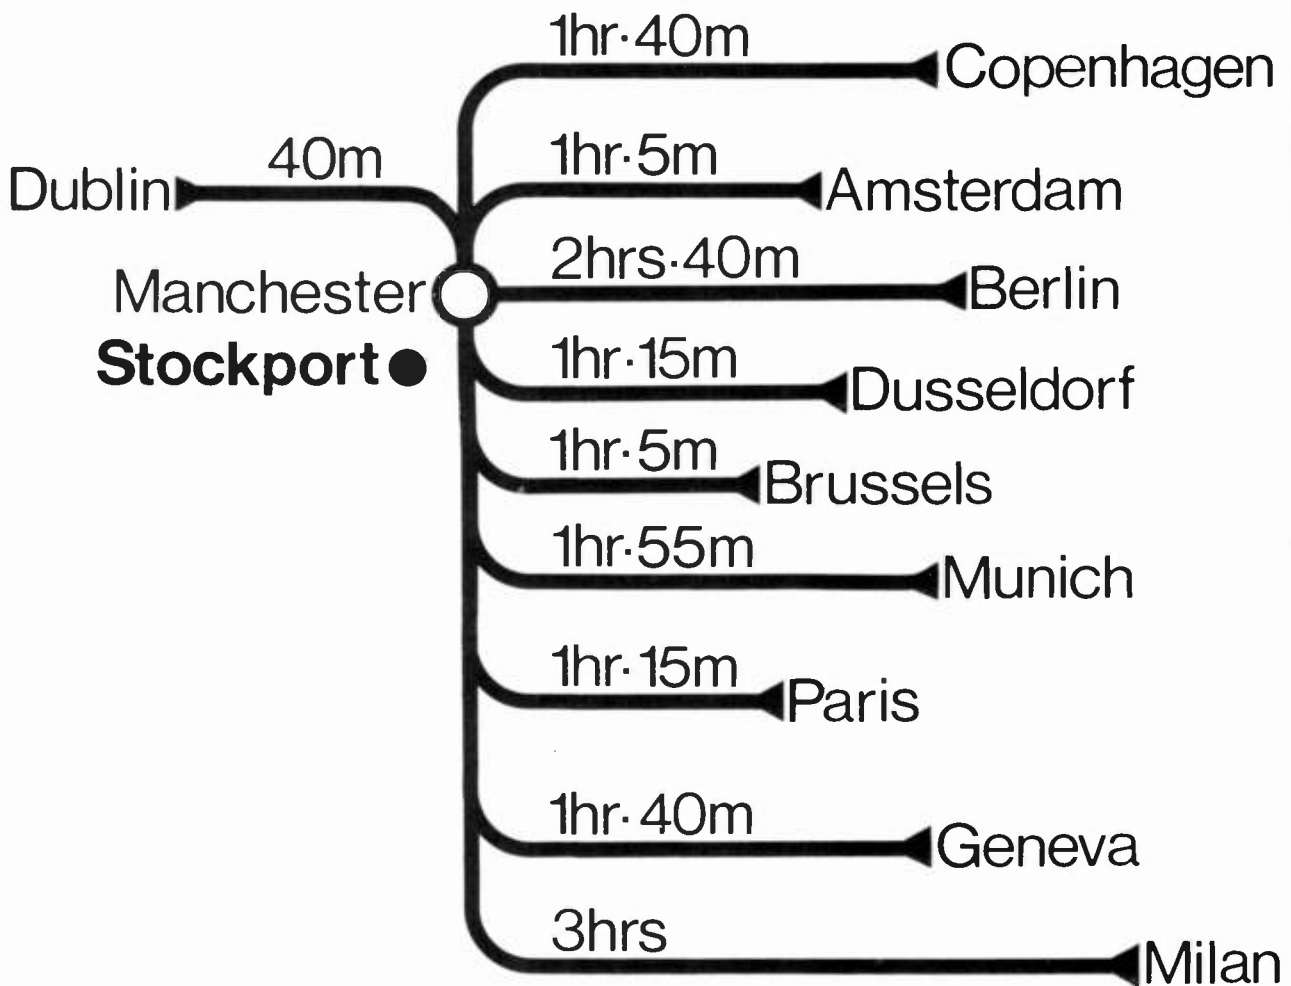 1hr·40m
Copenhagen
40m
1hr·5m
Dublin
Amsterdam
2hrs·40m
Manchester
Berlin
Stockport
1hr·15m
Dusseldorf
1hr·5m
Brussels
1hr·55m
Munich
1hr·15m
Paris
1hr·40m
Geneva
3hrs
Milan